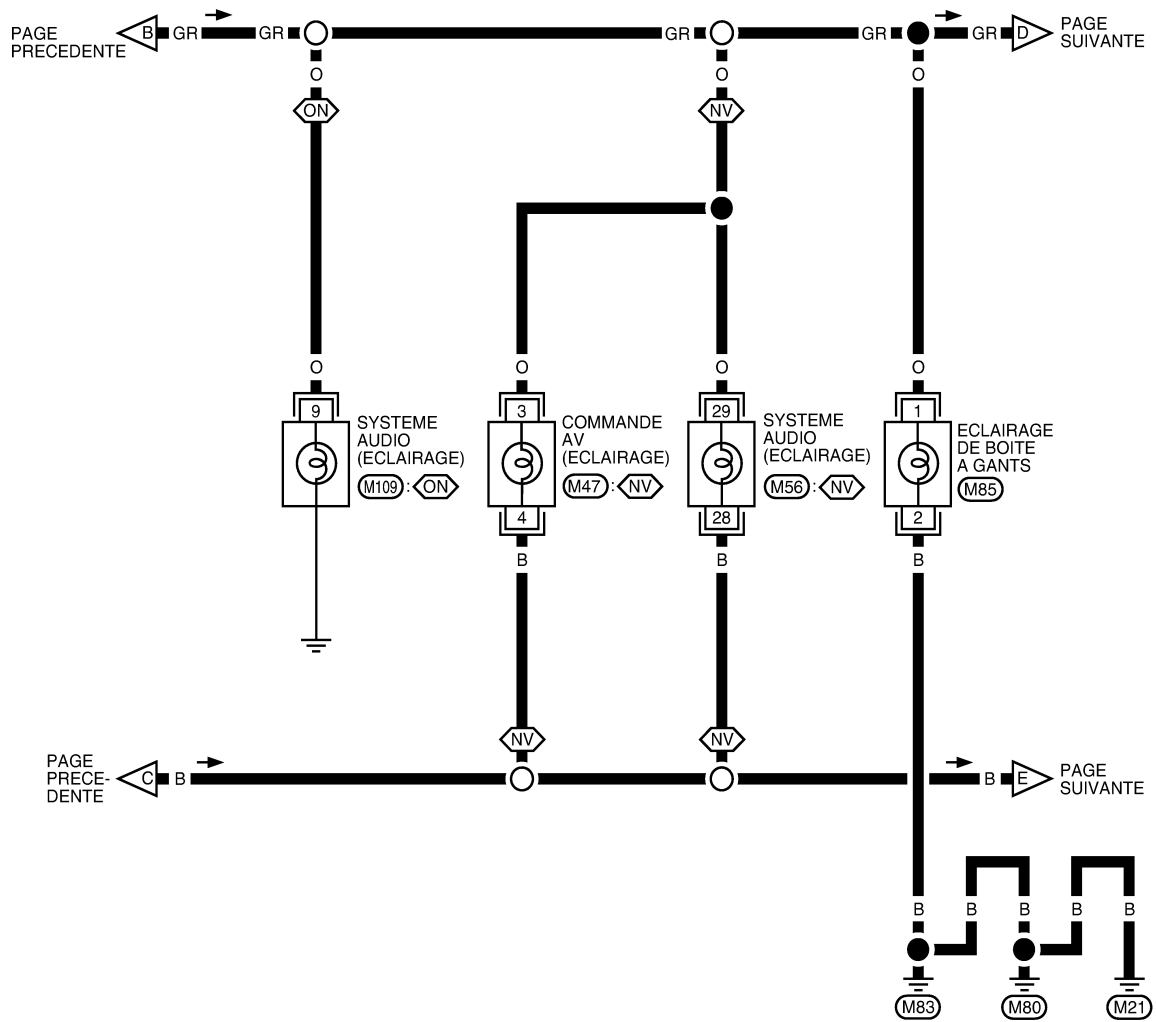 PAGE
PRECEDENTE
B GR GR GR GR GR D
PAGE
SUIVANTE
O O O
ON NV
O O O O
9 3 29 1
SYSTEME
AUDIO
(ECLAIRAGE)
M109 : ON
COMMANDE
AV
(ECLAIRAGE)
M47 : NV
SYSTEME
AUDIO
(ECLAIRAGE)
M56 : NV
ECLAIRAGE
DE BOITE
A GANTS
M85
4 28 2
B B B
NV NV
PAGE
PRECE-
DENTE
C B B E
PAGE
SUIVANTE
B B B B B
M83 M80 M21